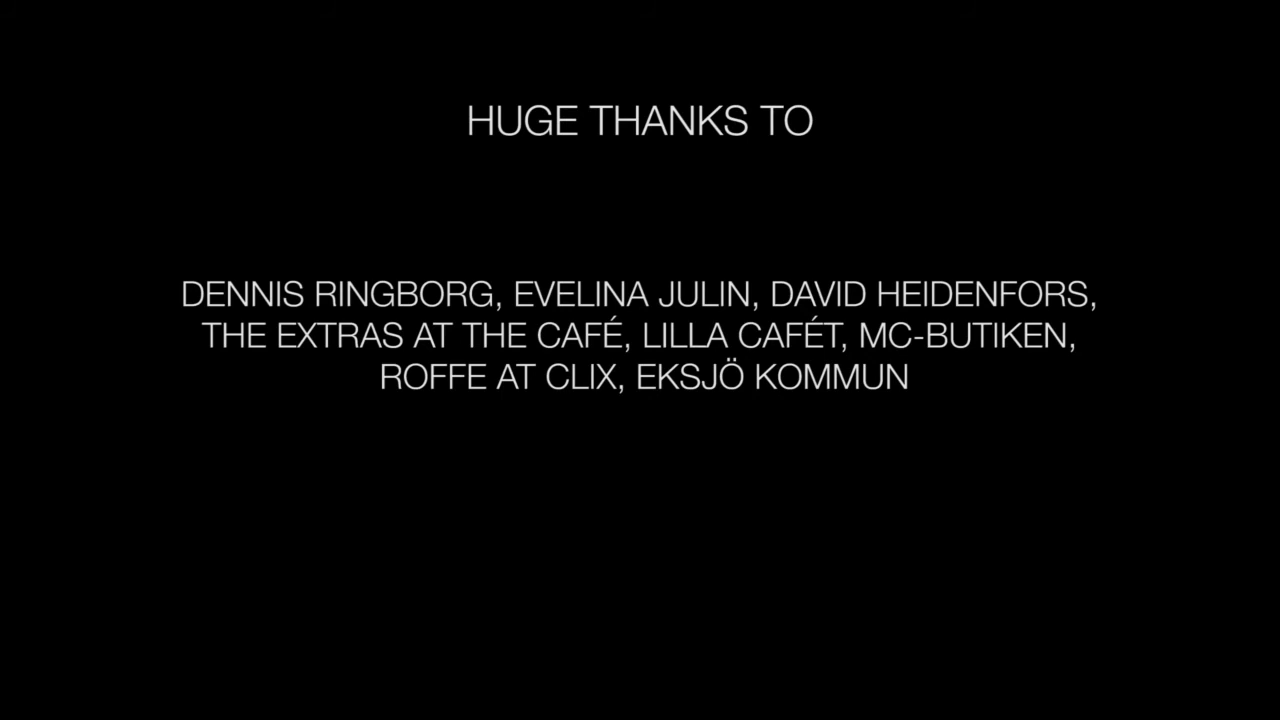 HUGE THANKS TO
DENNIS RINGBORG, EVELINA JULIN, DAVID HEIDENFORS,
THE EXTRAS AT THE CAFÉ, LILLA CAFÉT, MC-BUTIKEN,
ROFFE AT CLIX, EKSJÖ KOMMUN